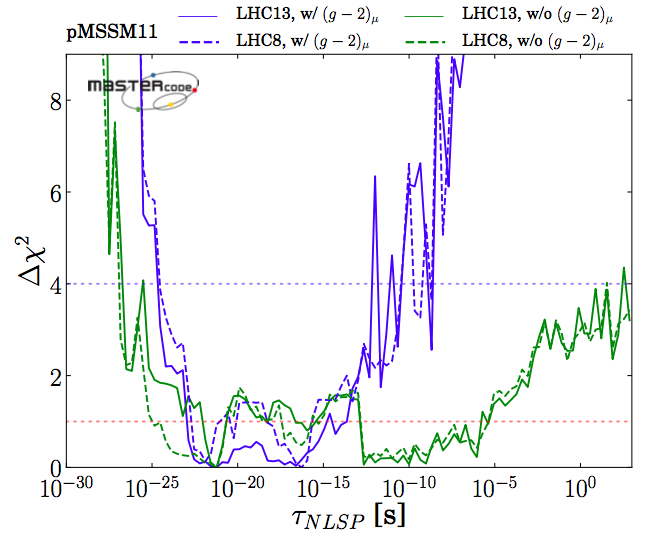 pMSSM11
LHC13, w/ (g − 2)μ
LHC13, w/o (g − 2)μ
LHC8, w/ (g − 2)μ
LHC8, w/o (g − 2)μ
MASTERCODE
8
6
4
2
0
Δχ²
10⁻³⁰ 10⁻²⁵ 10⁻²⁰ 10⁻¹⁵ 10⁻¹⁰ 10⁻⁵ 10⁰
τ_NLSP [s]